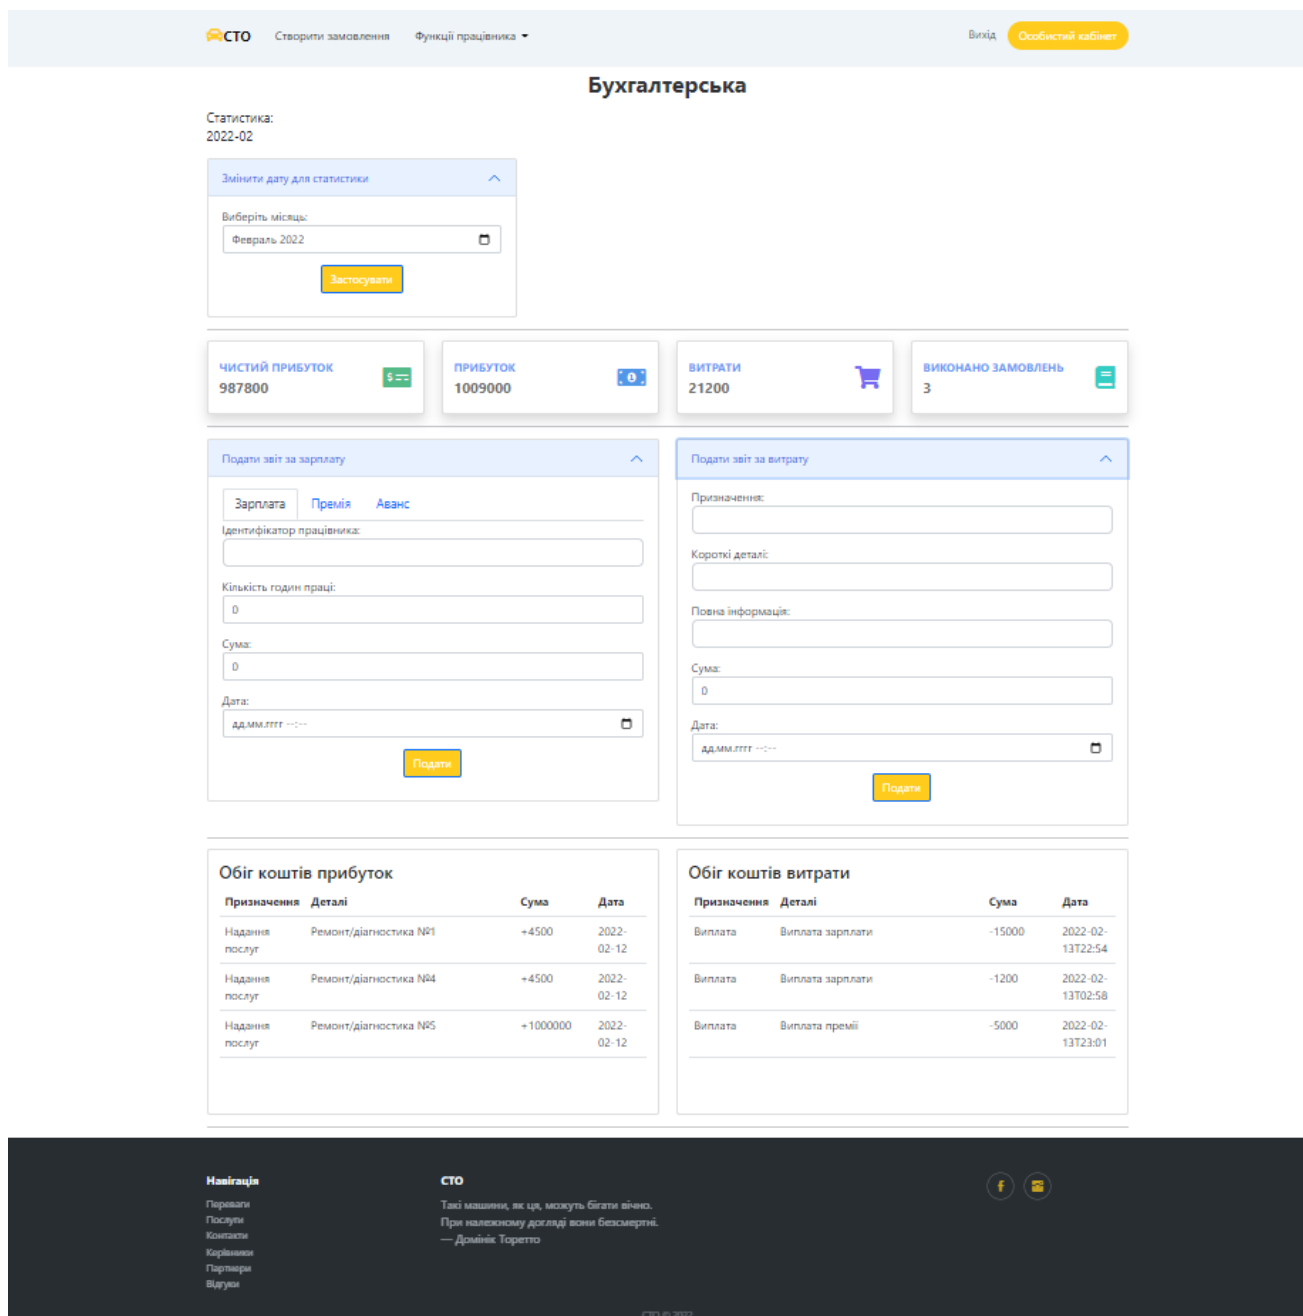 СТО Створити замовлення Функції працівника Вихід Особистий кабінет
Бухгалтерська
Статистика:
2022-02
Змінити дату для статистики
Виберіть місяць:
Февраль 2022
Застосувати
ЧИСТИЙ ПРИБУТОК
987800
ПРИБУТОК
1009000
ВИТРАТИ
21200
ВИКОНАНО ЗАМОВЛЕНЬ
3
Подати звіт за зарплату
Зарплата Премія Аванс
Ідентифікатор працівника:
Кількість годин праці:
0
Сума:
0
Дата:
дд.мм.гггг --:--
Подати
Подати звіт за витрату
Призначення:
Короткі деталі:
Повна інформація:
Сума:
0
Дата:
дд.мм.гггг --:--
Подати
Обіг коштів прибуток
Призначення Деталі Сума Дата
Надання Ремонт/діагностика №1 +4500 2022-
послуг 02-12
Надання Ремонт/діагностика №4 +4500 2022-
послуг 02-12
Надання Ремонт/діагностика №5 +1000000 2022-
послуг 02-12
Обіг коштів витрати
Призначення Деталі Сума Дата
Виплата Виплата зарплати -15000 2022-02-
13T22:54
Виплата Виплата зарплати -1200 2022-02-
13T02:58
Виплата Виплата премії -5000 2022-02-
13T23:01
Навігація
Переваги
Послуги
Контакти
Керівники
Партнери
Відгуки
СТО
Такі машини, як ця, можуть бігати вічно.
При належному догляді вони безсмертні.
— Домінік Торетто
СТО © 2022